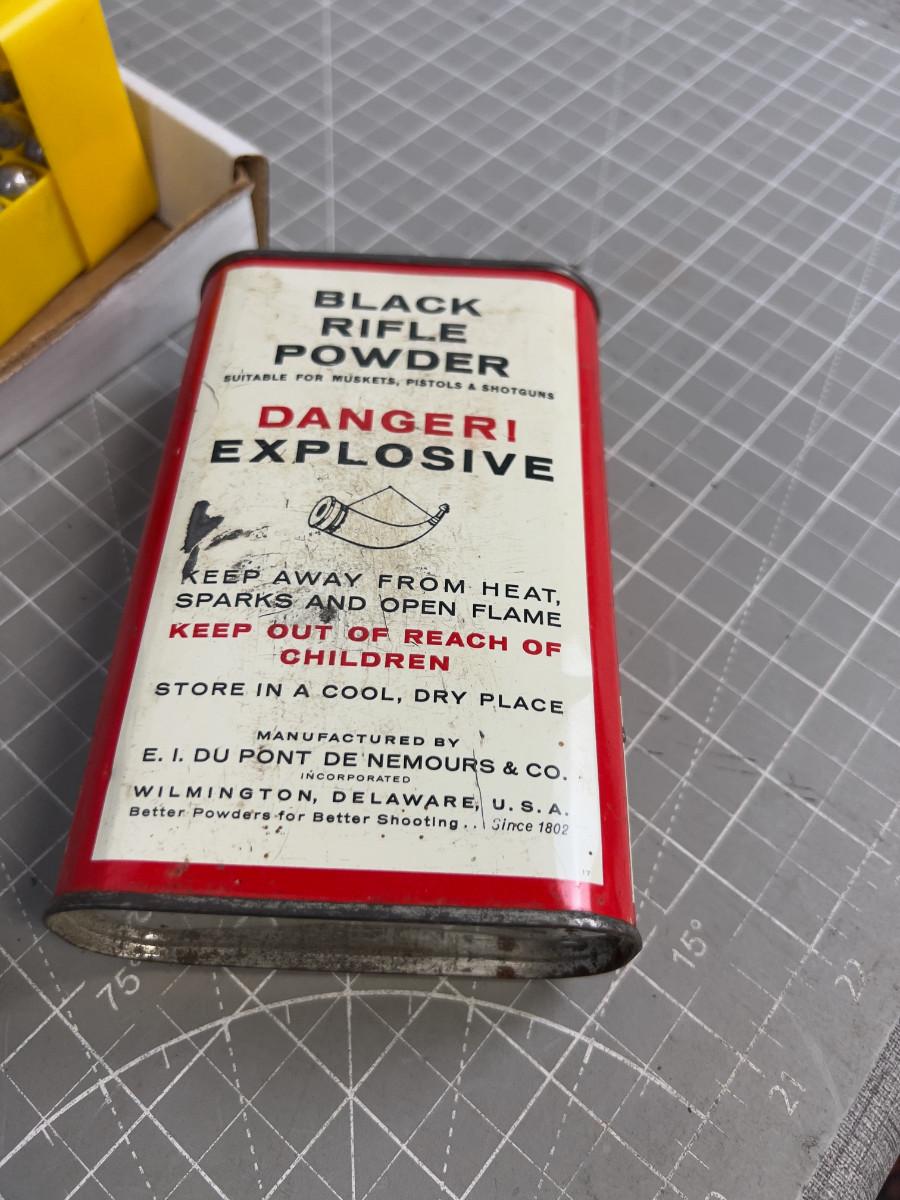 BLACK
RIFLE
POWDER
SUITABLE FOR MUSKETS, PISTOLS & SHOTGUNS
DANGER!
EXPLOSIVE
KEEP AWAY FROM HEAT,
SPARKS AND OPEN FLAME
KEEP OUT OF REACH OF
CHILDREN
STORE IN A COOL, DRY PLACE
MANUFACTURED BY
E. I. DU PONT DE NEMOURS & CO.
INCORPORATED
WILMINGTON, DELAWARE, U. S. A.
Better Powders for Better Shooting... Since 1802
17
75°
15°
22
21